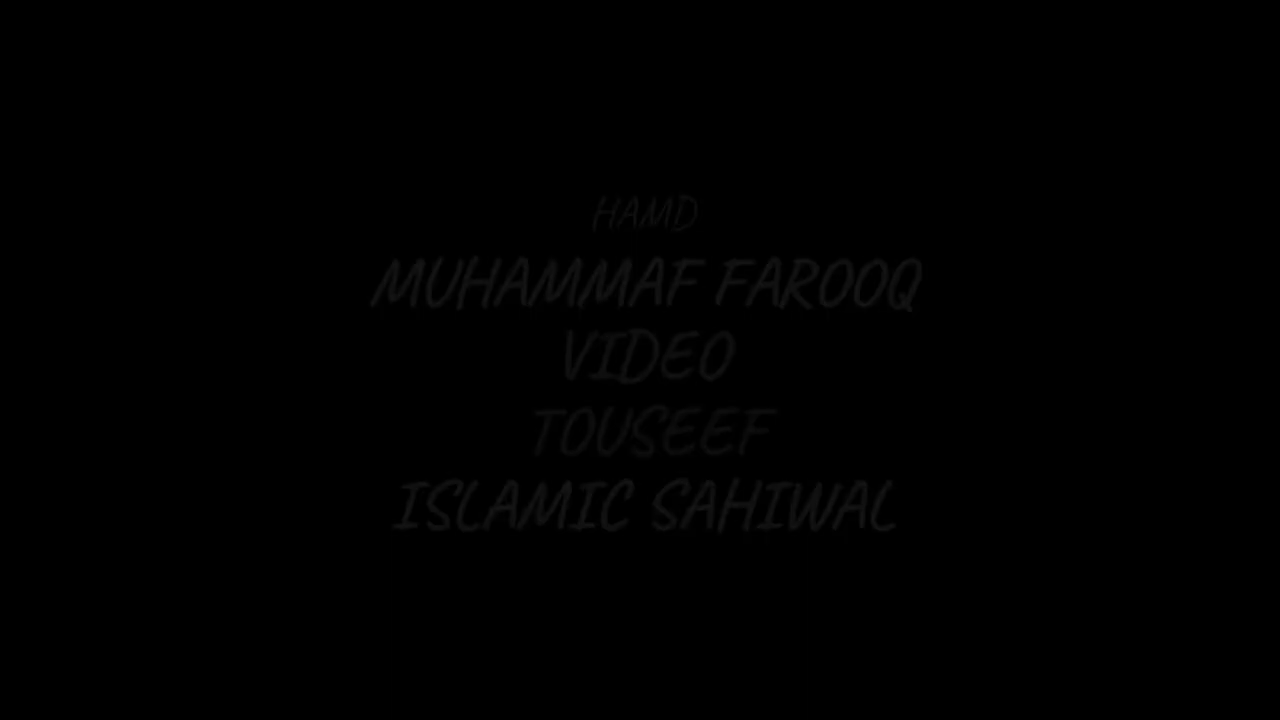 HAMD
MUHAMMAF FAROOQ
VIDEO
TOUSEEF
ISLAMIC SAHIWAL